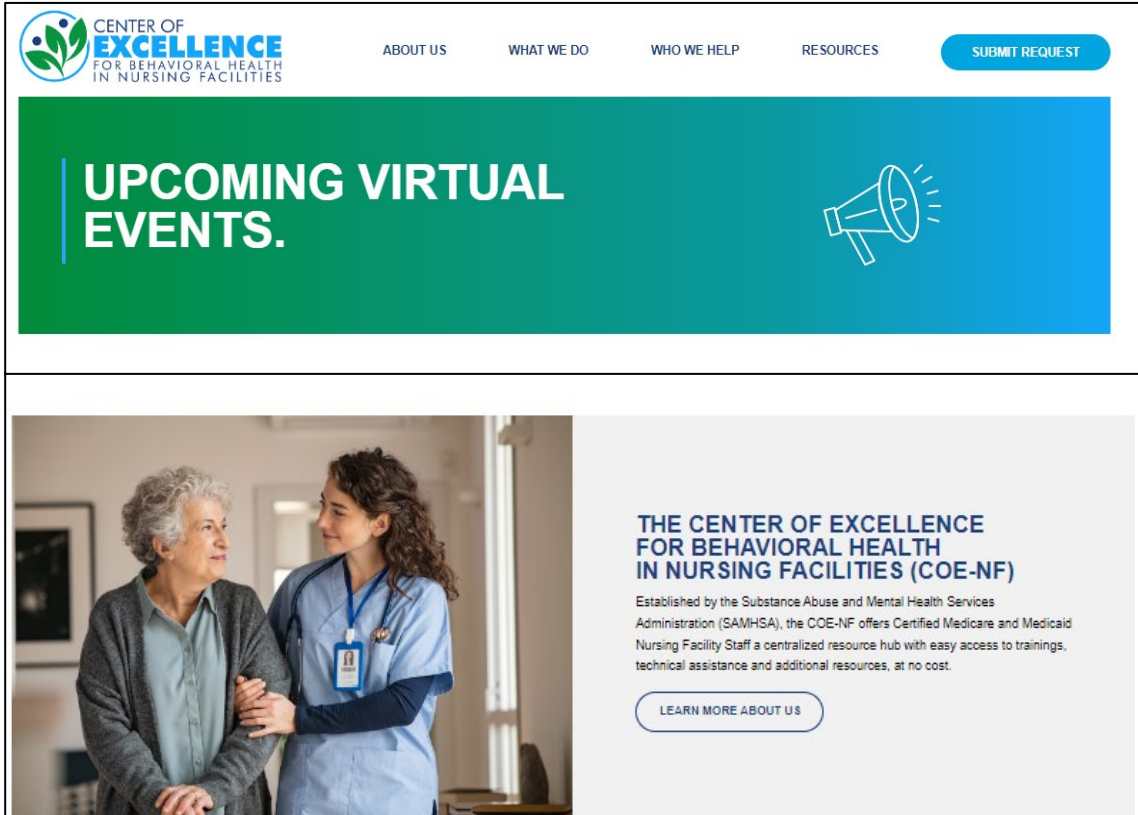 CENTER OF
EXCELLENCE
FOR BEHAVIORAL HEALTH
IN NURSING FACILITIES
ABOUT US
WHAT WE DO
WHO WE HELP
RESOURCES
SUBMIT REQUEST
UPCOMING VIRTUAL
EVENTS.
THE CENTER OF EXCELLENCE
FOR BEHAVIORAL HEALTH
IN NURSING FACILITIES (COE-NF)
Established by the Substance Abuse and Mental Health Services
Administration (SAMHSA), the COE-NF offers Certified Medicare and Medicaid
Nursing Facility Staff a centralized resource hub with easy access to trainings,
technical assistance and additional resources, at no cost.
LEARN MORE ABOUT US